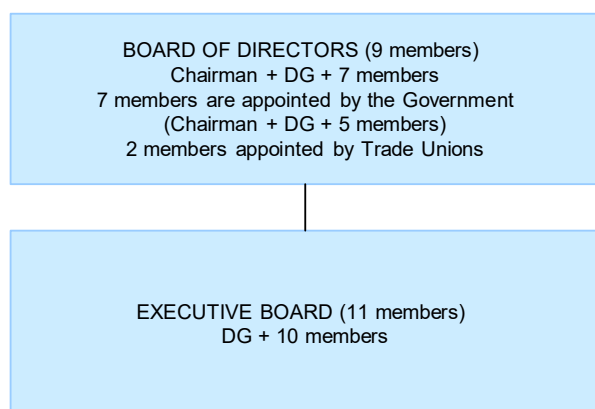 BOARD OF DIRECTORS (9 members)
Chairman + DG + 7 members
7 members are appointed by the Government
(Chairman + DG + 5 members)
2 members appointed by Trade Unions
EXECUTIVE BOARD (11 members)
DG + 10 members